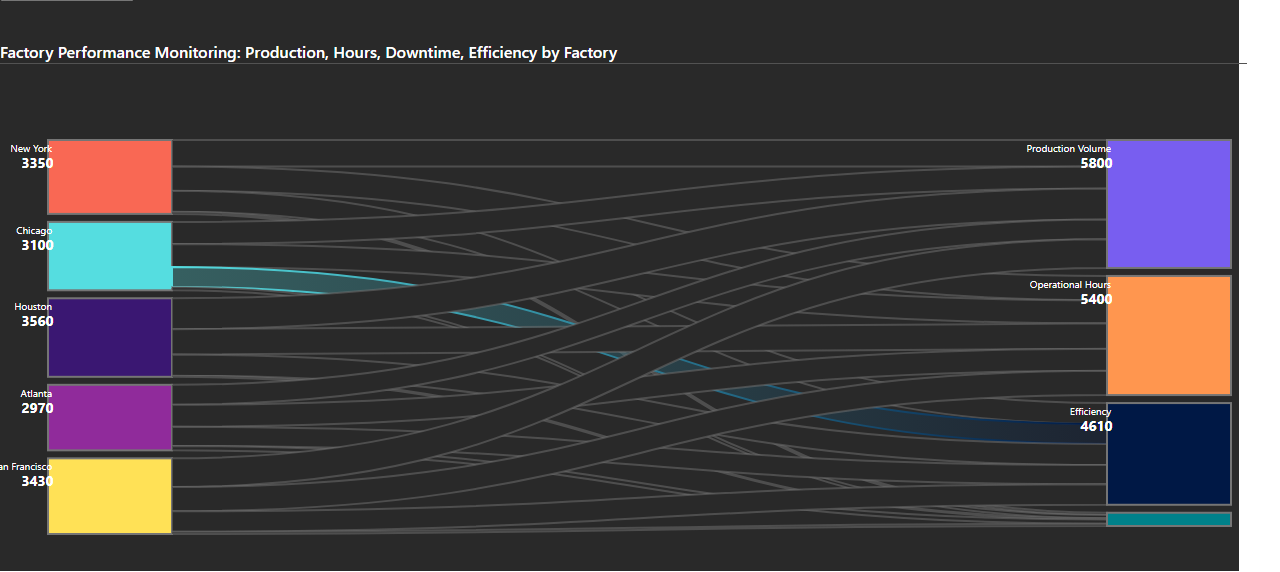 Factory Performance Monitoring: Production, Hours, Downtime, Efficiency by Factory
New York
3350
Production Volume
5800
Chicago
3100
Operational Hours
5400
Houston
3560
Atlanta
2970
Efficiency
4610
an Francisco
3430